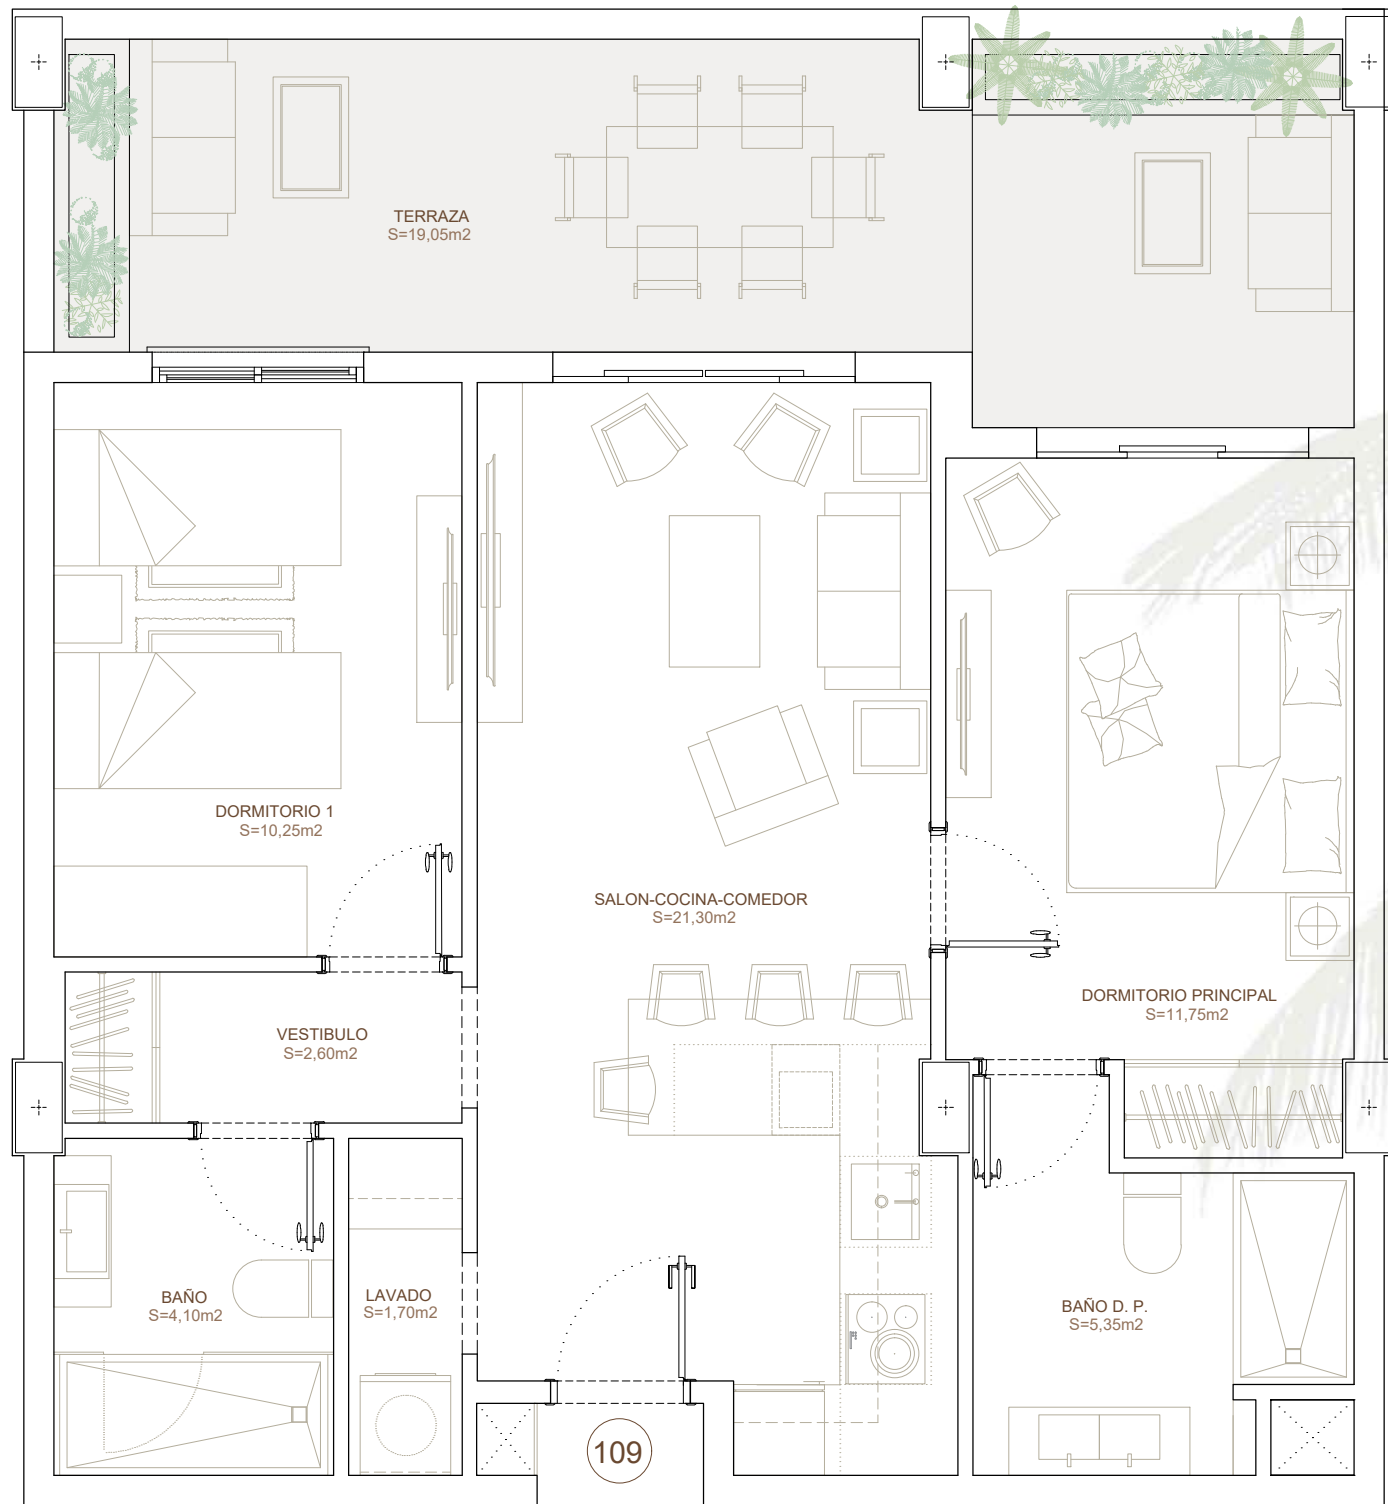 TERRAZA
S=19,05m2
DORMITORIO 1
S=10,25m2
SALON-COCINA-COMEDOR
S=21,30m2
DORMITORIO PRINCIPAL
S=11,75m2
VESTIBULO
S=2,60m2
BAÑO
S=4,10m2
LAVADO
S=1,70m2
BAÑO D. P.
S=5,35m2
109